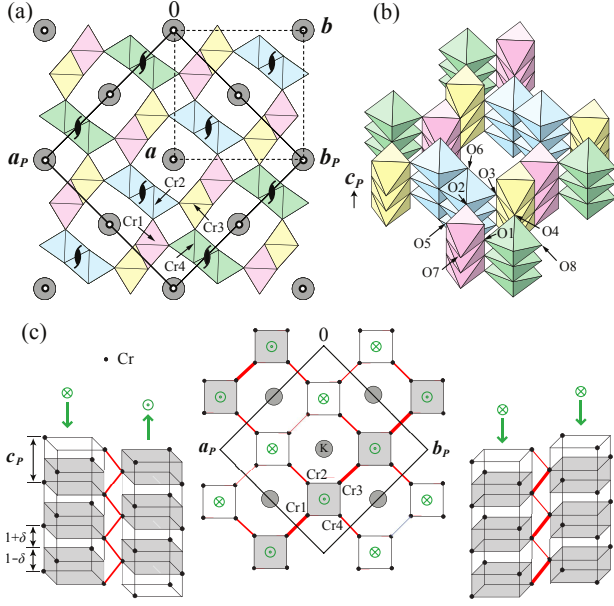 (a)
0
b
a_P
a
b_P
Cr2
Cr1
Cr3
Cr4
(b)
c_P
O6
O3
O2
O5
O1
O4
O7
O8
(c)
• Cr
0
⊗
⊙
⊙
⊗
⊗
⊗
⊙
⊗
⊙
c_P
a_P
⊗
K
⊙
b_P
Cr2
Cr3
1+δ
⊗
Cr1
⊙
⊗
Cr4
1−δ
⊙
⊗
⊙